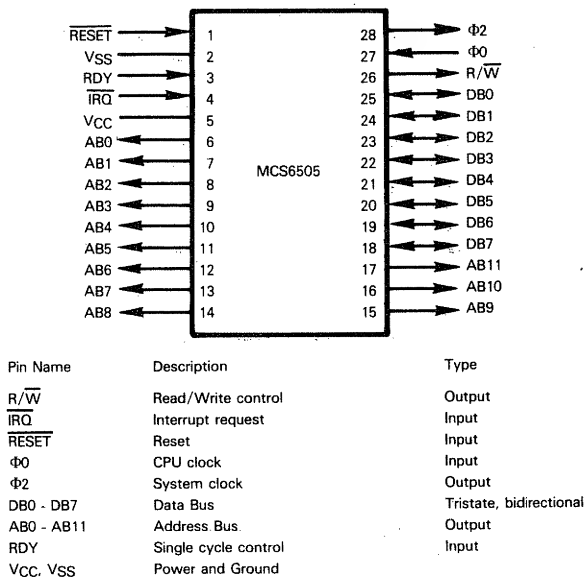 R̅E̅S̅E̅T̅ 1 28 Φ2
VSS 2 27 Φ0
RDY 3 26 R/W̅
I̅R̅Q̅ 4 25 DB0
VCC 5 24 DB1
AB0 6 23 DB2
AB1 7 22 DB3
AB2 8 MCS6505 21 DB4
AB3 9 20 DB5
AB4 10 19 DB6
AB5 11 18 DB7
AB6 12 17 AB11
AB7 13 16 AB10
AB8 14 15 AB9
Pin Name Description Type
R/W̅ Read/Write control Output
I̅R̅Q̅ Interrupt request Input
R̅E̅S̅E̅T̅ Reset Input
Φ0 CPU clock Input
Φ2 System clock Output
DB0 - DB7 Data Bus Tristate, bidirectional
AB0 - AB11 Address Bus Output
RDY Single cycle control Input
VCC, VSS Power and Ground